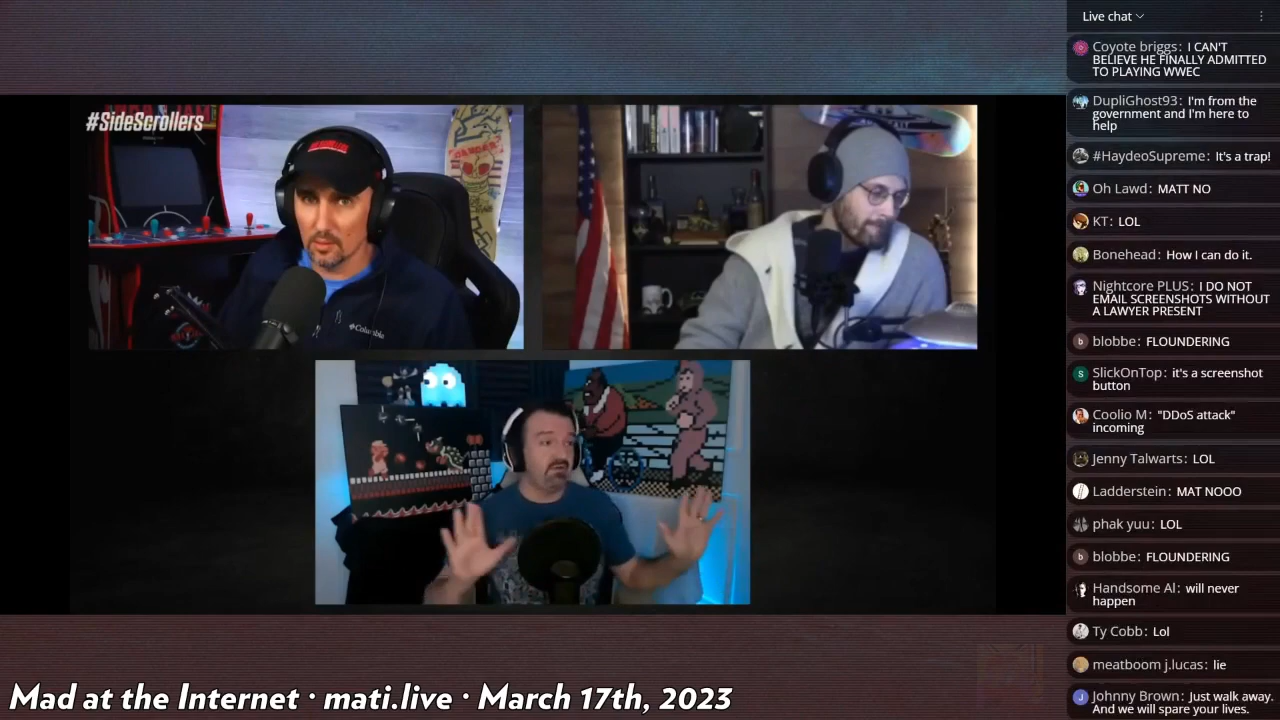 #SideScrollers
Columbia
Mad at the Internet · mati.live · March 17th, 2023
Live chat
Coyote briggs: I CAN'T
BELIEVE HE FINALLY ADMITTED
TO PLAYING WWEC
DupliGhost93: I'm from the
government and I'm here to
help
#HaydeoSupreme: It's a trap!
Oh Lawd: MATT NO
KT: LOL
Bonehead: How I can do it.
Nightcore PLUS: I DO NOT
EMAIL SCREENSHOTS WITHOUT
A LAWYER PRESENT
b
blobbe: FLOUNDERING
S
SlickOnTop: it's a screenshot
button
Coolio M: "DDoS attack"
incoming
Jenny Talwarts: LOL
Ladderstein: MAT NOOO
phak yuu: LOL
b
blobbe: FLOUNDERING
Handsome Al: will never
happen
Ty Cobb: Lol
meatboom j.lucas: lie
J
Johnny Brown: Just walk away.
And we will spare your lives.